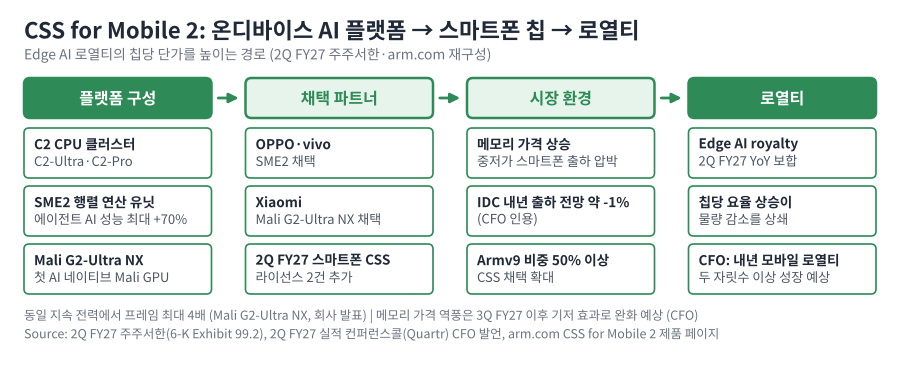 CSS for Mobile 2: 온디바이스 AI 플랫폼 → 스마트폰 칩 → 로열티
Edge AI 로열티의 칩당 단가를 높이는 경로 (2Q FY27 주주서한·arm.com 재구성)
플랫폼 구성
채택 파트너
시장 환경
로열티
C2 CPU 클러스터
C2-Ultra·C2-Pro
OPPO·vivo
SME2 채택
메모리 가격 상승
중저가 스마트폰 출하 압박
Edge AI royalty
2Q FY27 YoY 보합
SME2 행렬 연산 유닛
에이전트 AI 성능 최대 +70%
Xiaomi
Mali G2-Ultra NX 채택
IDC 내년 출하 전망 약 -1%
(CFO 인용)
칩당 요율 상승이
물량 감소를 상쇄
Mali G2-Ultra NX
첫 AI 네이티브 Mali GPU
2Q FY27 스마트폰 CSS
라이선스 2건 추가
Armv9 비중 50% 이상
CSS 채택 확대
CFO: 내년 모바일 로열티
두 자릿수 이상 성장 예상
동일 지속 전력에서 프레임 최대 4배 (Mali G2-Ultra NX, 회사 발표) | 메모리 가격 역풍은 3Q FY27 이후 기저 효과로 완화 예상 (CFO)
Source: 2Q FY27 주주서한(6-K Exhibit 99.2), 2Q FY27 실적 컨퍼런스콜(Quartr) CFO 발언, arm.com CSS for Mobile 2 제품 페이지